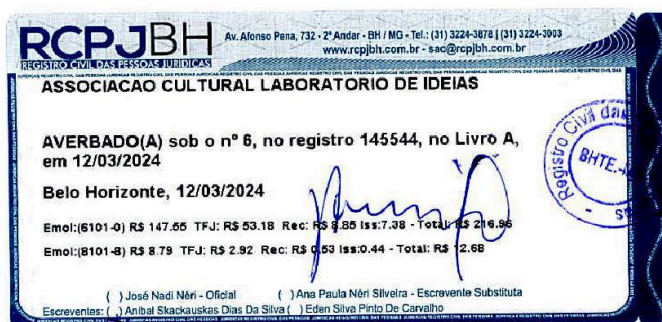 RCPJBH
REGISTRO CIVIL DAS PESSOAS JURÍDICAS
Av. Afonso Pena, 732 - 2º Andar - BH / MG - Tel.: (31) 3224-3878 | (31) 3224-3003
www.rcpjbh.com.br - sac@rcpjbh.com.br
ASSOCIACAO CULTURAL LABORATORIO DE IDEIAS
AVERBADO(A) sob o nº 6, no registro 145544, no Livro A,
em 12/03/2024
Belo Horizonte, 12/03/2024
Emol:(6101-0) R$ 147.55 TFJ: R$ 53.18 Rec: R$ 8.85 Iss:7.38 - Total: R$ 216.96
Emol:(8101-8) R$ 8.79 TFJ: R$ 2.92 Rec: R$ 0.53 Iss:0.44 - Total: R$ 12.68
( ) José Nadi Néri - Oficial ( ) Ana Paula Néri Silveira - Escrevente Substituta
Escreventes: ( ) Aníbal Skackauskas Dias Da Silva ( ) Eden Silva Pinto De Carvalho
Registro Civil das
BHTE